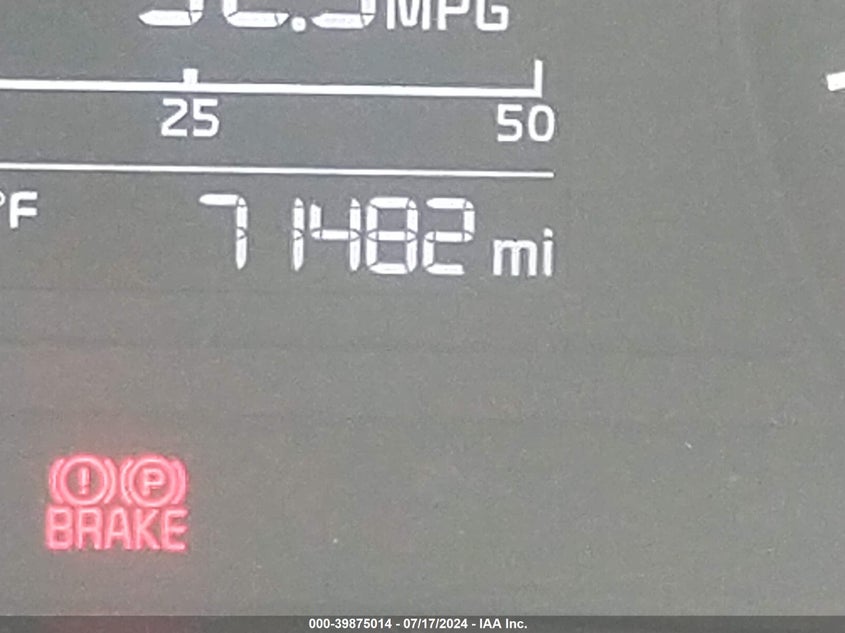 MPG
25 50
°F 71482 mi
! P
BRAKE
000-39875014 - 07/17/2024 - IAA Inc.